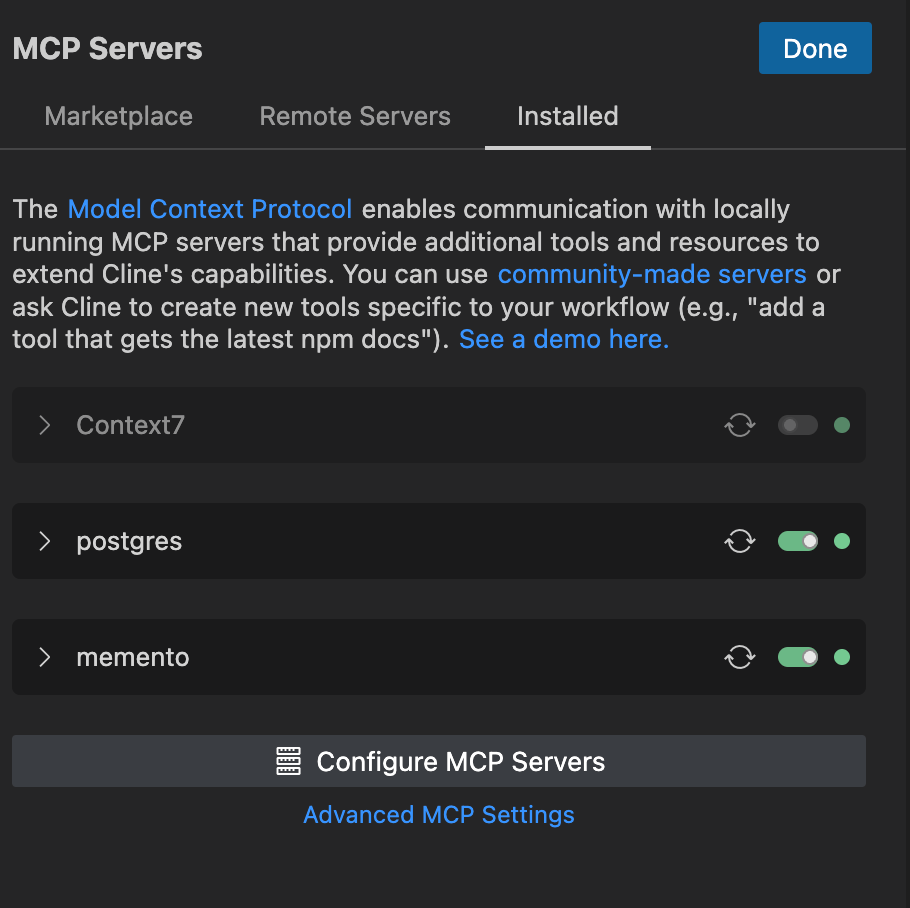 MCP Servers
Done
Marketplace
Remote Servers
Installed
The Model Context Protocol enables communication with locally
running MCP servers that provide additional tools and resources to
extend Cline's capabilities. You can use community-made servers or
ask Cline to create new tools specific to your workflow (e.g., "add a
tool that gets the latest npm docs"). See a demo here.
Context7
postgres
memento
Configure MCP Servers
Advanced MCP Settings